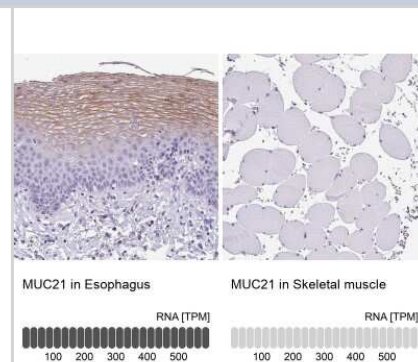 MUC21 in Esophagus
RNA [TPM]
100 200 300 400 500
MUC21 in Skeletal muscle
RNA [TPM]
100 200 300 400 500